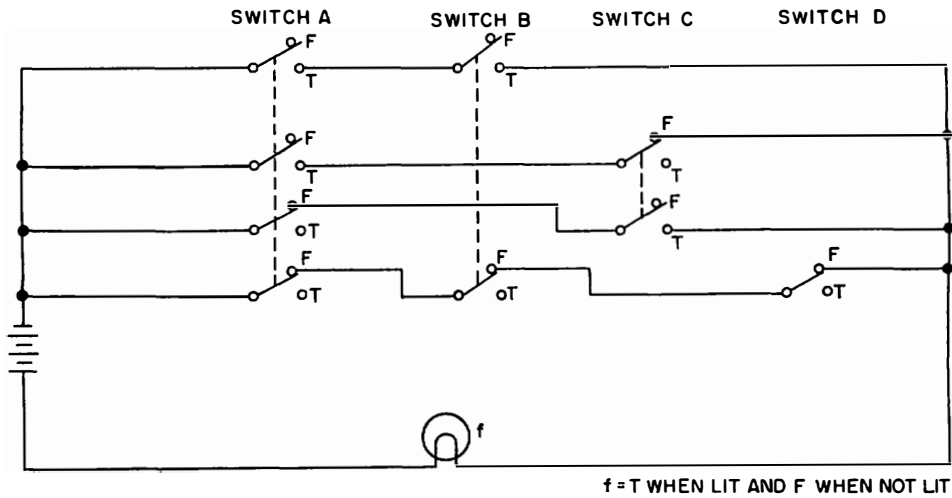 SWITCH A SWITCH B SWITCH C SWITCH D
F F
T T
F F
T T
F F
T T
F F F
T T T
f
f = T WHEN LIT AND F WHEN NOT LIT